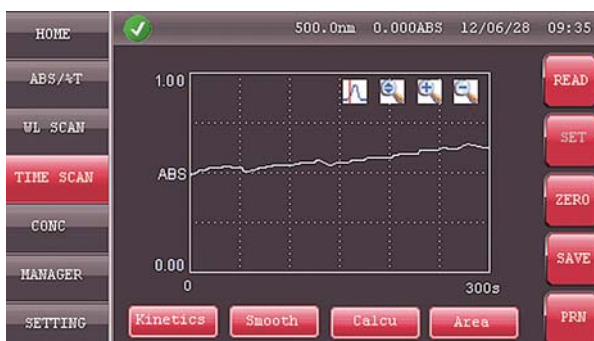 HOME
ABS/%T
WL SCAN
TIME SCAN
CONC
MANAGER
SETTING
500.0nm 0.000ABS 12/06/28 09:35
1.00
ABS
0.00
0
300s
Kinetics Smooth Calcu Area
READ
SET
ZERO
SAVE
PRN